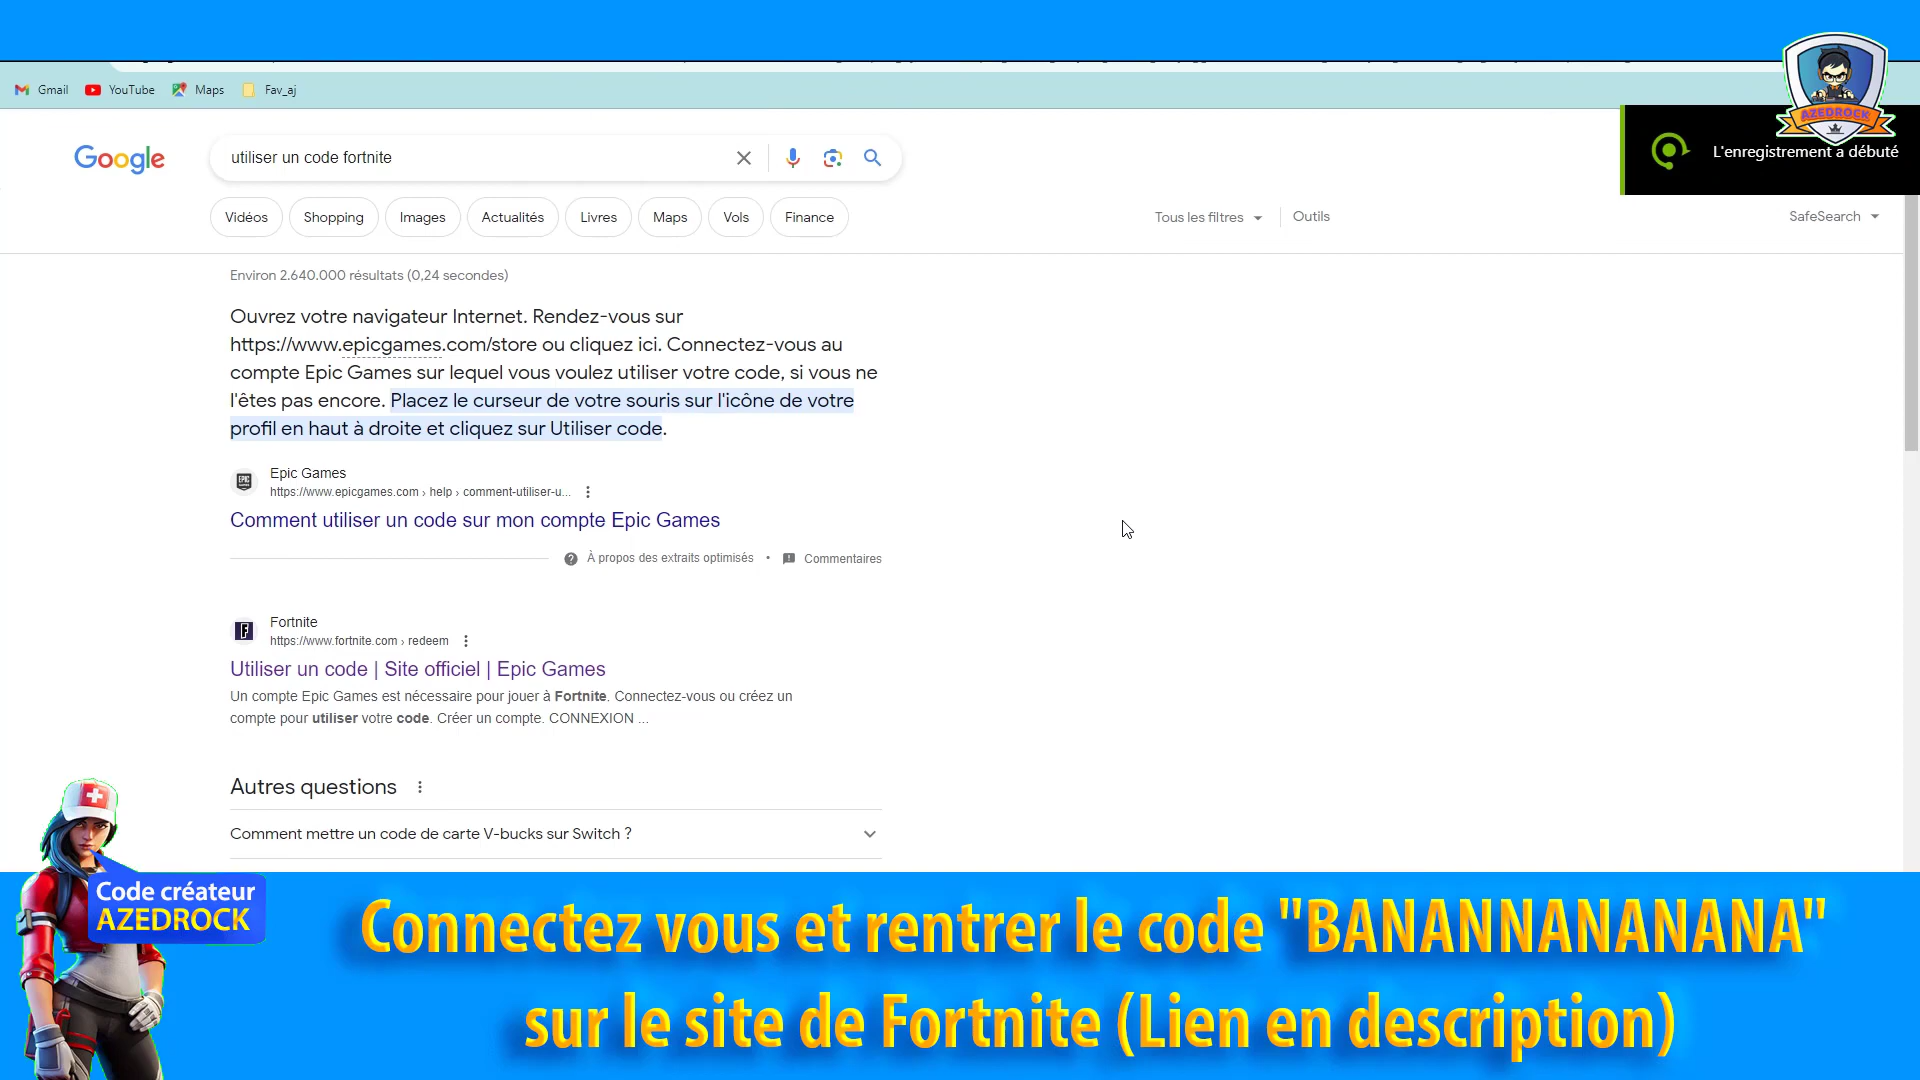 Gmail YouTube Maps Fav_aj
AZEDROCK
L'enregistrement a débuté
Google
utiliser un code fortnite
Vidéos Shopping Images Actualités Livres Maps Vols Finance
Tous les filtres Outils SafeSearch
Environ 2.640.000 résultats (0,24 secondes)
Ouvrez votre navigateur Internet. Rendez-vous sur
https://www.epicgames.com/store ou cliquez ici. Connectez-vous au
compte Epic Games sur lequel vous voulez utiliser votre code, si vous ne
l'êtes pas encore. Placez le curseur de votre souris sur l'icône de votre
profil en haut à droite et cliquez sur Utiliser code.
EPIC GAMES
Epic Games
https://www.epicgames.com › help › comment-utiliser-u...
Comment utiliser un code sur mon compte Epic Games
À propos des extraits optimisés • Commentaires
F
Fortnite
https://www.fortnite.com › redeem
Utiliser un code | Site officiel | Epic Games
Un compte Epic Games est nécessaire pour jouer à Fortnite. Connectez-vous ou créez un
compte pour utiliser votre code. Créer un compte. CONNEXION ...
Autres questions
Comment mettre un code de carte V-bucks sur Switch ?
Code créateur
AZEDROCK
Connectez vous et rentrer le code "BANANNANANANA"
sur le site de Fortnite (Lien en description)